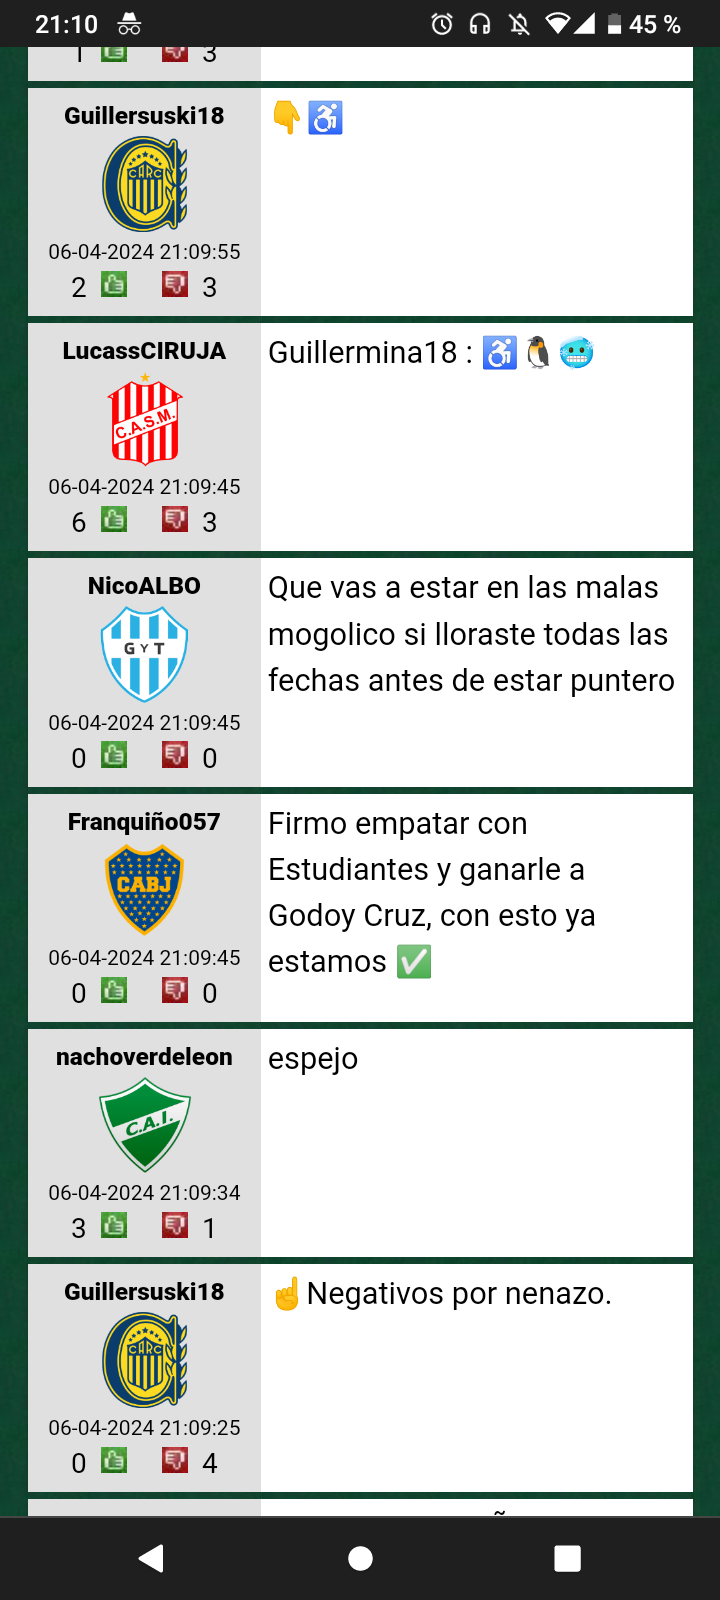 21:10 45 %
1 3
Guillersuski18
👇♿
CARC
06-04-2024 21:09:55
2 3
LucassCIRUJA
Guillermina18 : ♿🐧🥶
C.A.S.M.
06-04-2024 21:09:45
6 3
NicoALBO
Que vas a estar en las malas
mogolico si lloraste todas las
fechas antes de estar puntero
G Y T
06-04-2024 21:09:45
0 0
Franquiño057
Firmo empatar con
Estudiantes y ganarle a
Godoy Cruz, con esto ya
estamos ✅
CABJ
06-04-2024 21:09:45
0 0
nachoverdeleon
espejo
C.A.I.
06-04-2024 21:09:34
3 1
Guillersuski18
☝️Negativos por nenazo.
CARC
06-04-2024 21:09:25
0 4